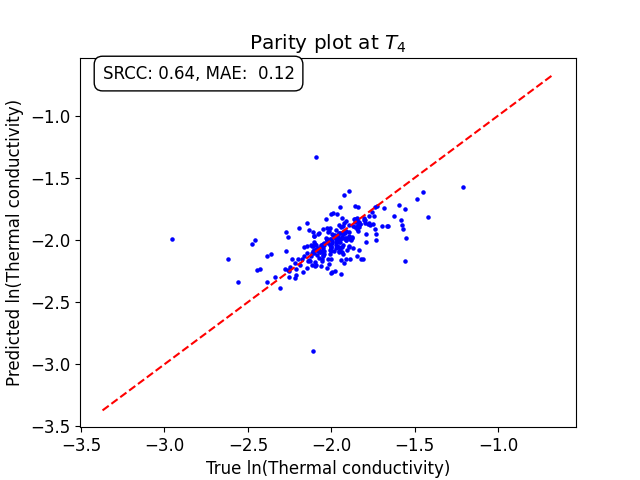 Parity plot at T₄
SRCC: 0.64, MAE:  0.12
Predicted ln(Thermal conductivity)
−1.0
−1.5
−2.0
−2.5
−3.0
−3.5
−3.5 −3.0 −2.5 −2.0 −1.5 −1.0
True ln(Thermal conductivity)